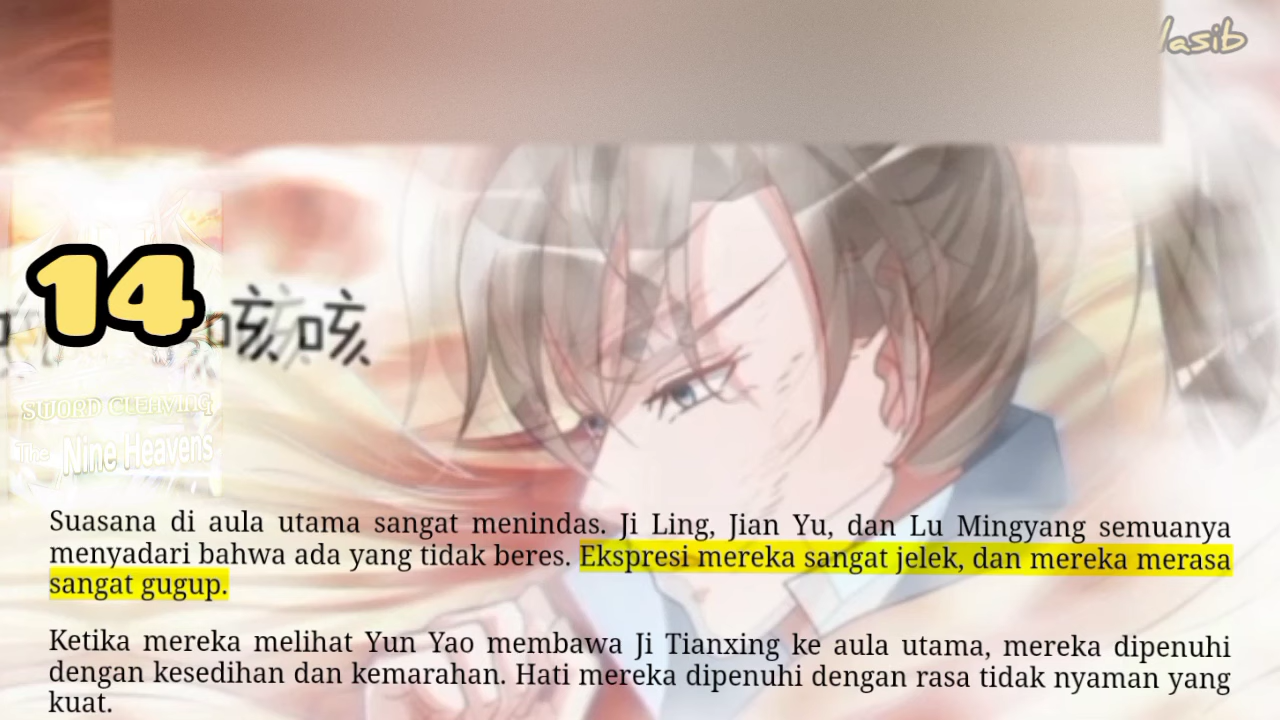 14
咳咳
SWORD CLEAVING
The Nine Heavens
Suasana di aula utama sangat menindas. Ji Ling, Jian Yu, dan Lu Mingyang semuanya
menyadari bahwa ada yang tidak beres. Ekspresi mereka sangat jelek, dan mereka merasa
sangat gugup.
Ketika mereka melihat Yun Yao membawa Ji Tianxing ke aula utama, mereka dipenuhi
dengan kesedihan dan kemarahan. Hati mereka dipenuhi dengan rasa tidak nyaman yang
kuat.